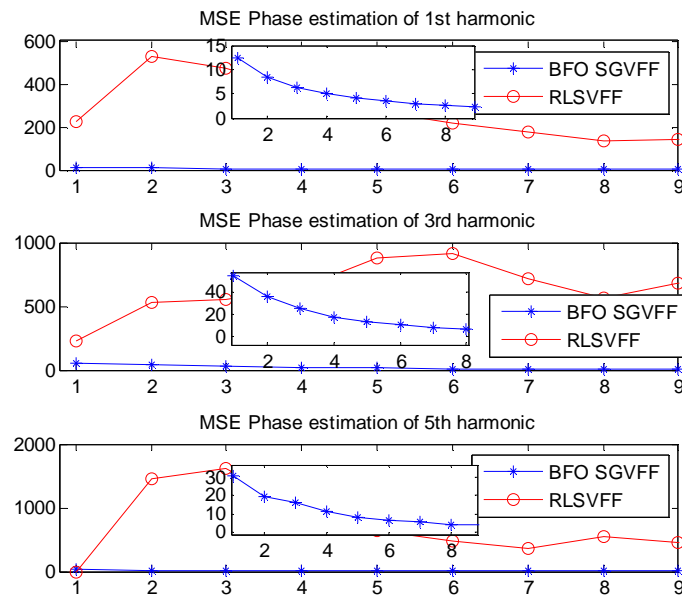 MSE Phase estimation of 1st harmonic
600
400
200
0
15
10
5
0
2 4 6 8
BFO SGVFF
RLSVFF
1 2 3 4 5 6 7 8 9
MSE Phase estimation of 3rd harmonic
1000
500
0
40
20
0
2 4 6 8
BFO SGVFF
RLSVFF
1 2 3 4 5 6 7 8 9
MSE Phase estimation of 5th harmonic
2000
1000
0
30
20
10
0
2 4 6 8
BFO SGVFF
RLSVFF
1 2 3 4 5 6 7 8 9